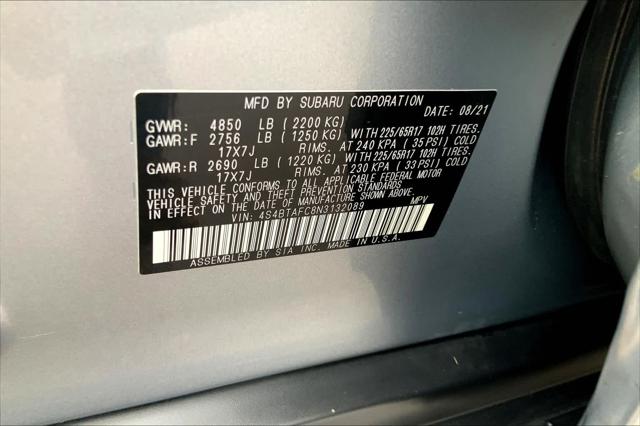 MFD BY SUBARU CORPORATION
DATE: 08/21
GVWR: 4850 LB ( 2200 KG)
GAWR:F 2756 LB ( 1250 KG) WITH 225/65R17 102H TIRES.
17X7J RIMS. AT 240 KPA ( 35 PSI) COLD
GAWR:R 2690 LB ( 1220 KG) WITH 225/65R17 102H TIRES.
17X7J RIMS. AT 230 KPA ( 33 PSI) COLD
THIS VEHICLE CONFORMS TO ALL APPLICABLE FEDERAL MOTOR
VEHICLE SAFETY AND THEFT PREVENTION STANDARDS
IN EFFECT ON THE DATE OF MANUFACTURE SHOWN ABOVE.
VIN: 4S4BTAFC8N3132089 MPV
ASSEMBLED BY SIA INC. MADE IN U.S.A.